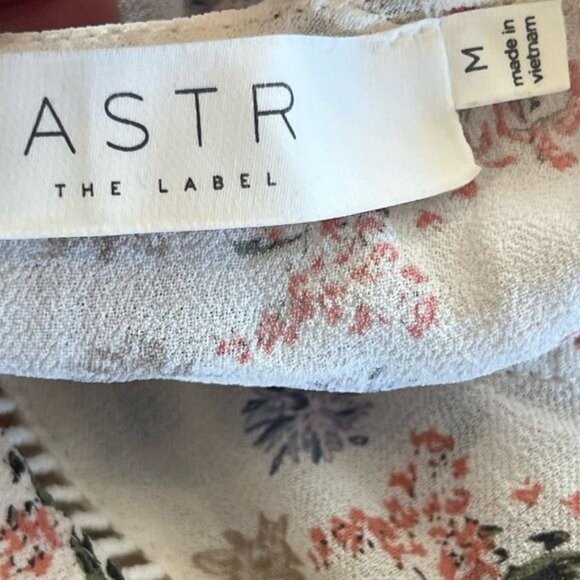 ASTR
THE LABEL
M
made in
vietnam